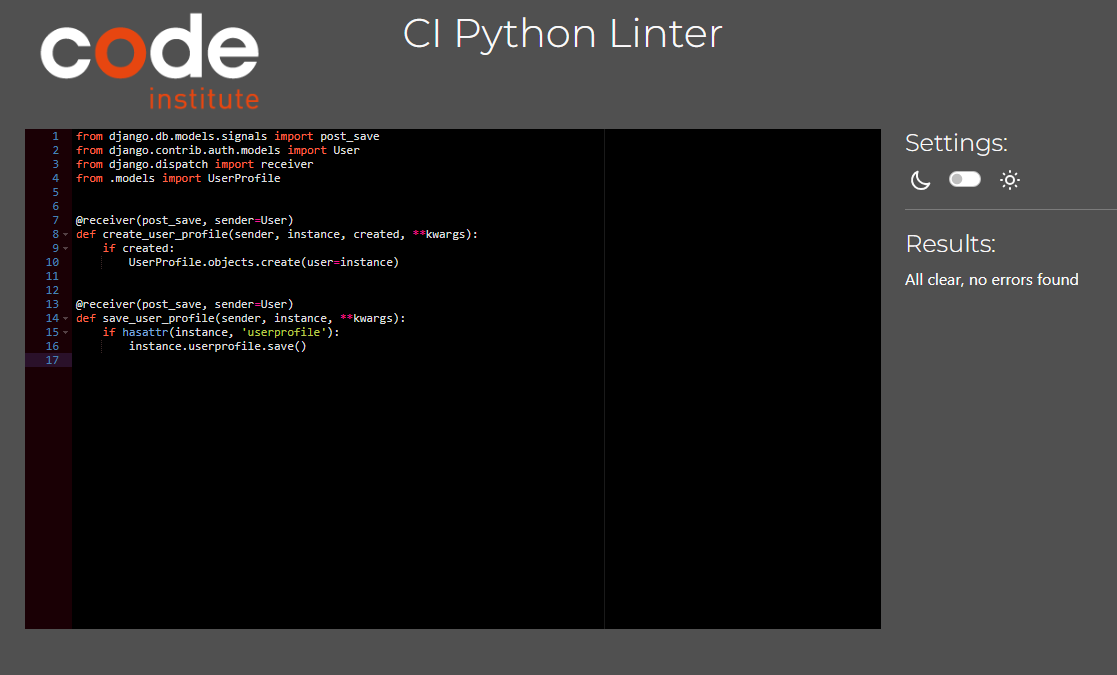 code
institute
CI Python Linter
1 from django.db.models.signals import post_save
2 from django.contrib.auth.models import User
3 from django.dispatch import receiver
4 from .models import UserProfile
5
6
7 @receiver(post_save, sender=User)
8 def create_user_profile(sender, instance, created, **kwargs):
9     if created:
10         UserProfile.objects.create(user=instance)
11
12
13 @receiver(post_save, sender=User)
14 def save_user_profile(sender, instance, **kwargs):
15     if hasattr(instance, 'userprofile'):
16         instance.userprofile.save()
17
Settings:
Results:
All clear, no errors found